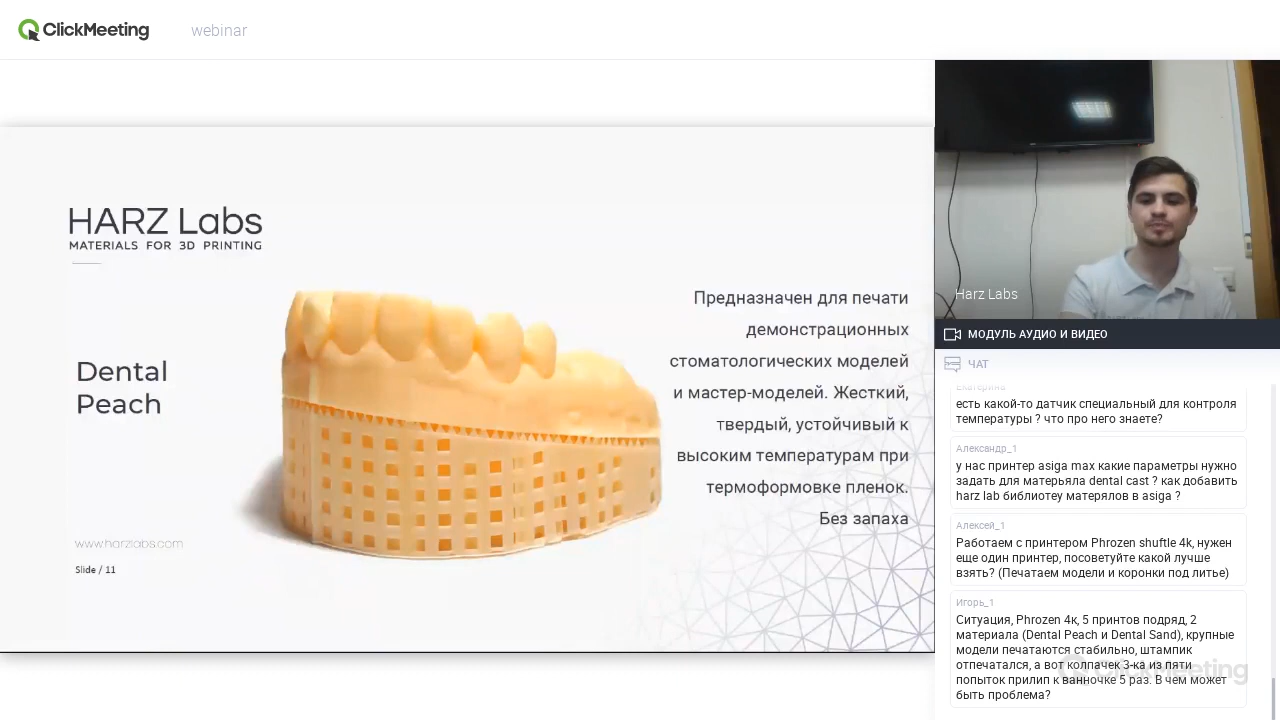 ClickMeeting
webinar
HARZ Labs
MATERIALS FOR 3D PRINTING
Dental
Peach
Предназначен для печати
демонстрационных
стоматологических моделей
и мастер-моделей. Жесткий,
твердый, устойчивый к
высоким температурам при
термоформовке пленок.
Без запаха
www.harzlabs.com
Slide / 11
Harz Labs
МОДУЛЬ АУДИО И ВИДЕО
ЧАТ
Екатерина
есть какой-то датчик специальный для контроля
температуры ? что про него знаете?
Александр_1
у нас принтер asiga max какие параметры нужно
задать для матерьяла dental cast ? как добавить
harz lab библиотеу матерялов в asiga ?
Алексей_1
Работаем с принтером Phrozen shuftle 4k, нужен
еще один принтер, посоветуйте какой лучше
взять? (Печатаем модели и коронки под литье)
Игорь_1
Ситуация, Phrozen 4к, 5 принтов подряд, 2
материала (Dental Peach и Dental Sand), крупные
модели печатаются стабильно, штампик
отпечатался, а вот колпачек 3-ка из пяти
попыток прилип к ванночке 5 раз. В чем может
быть проблема?
ClickMeeting